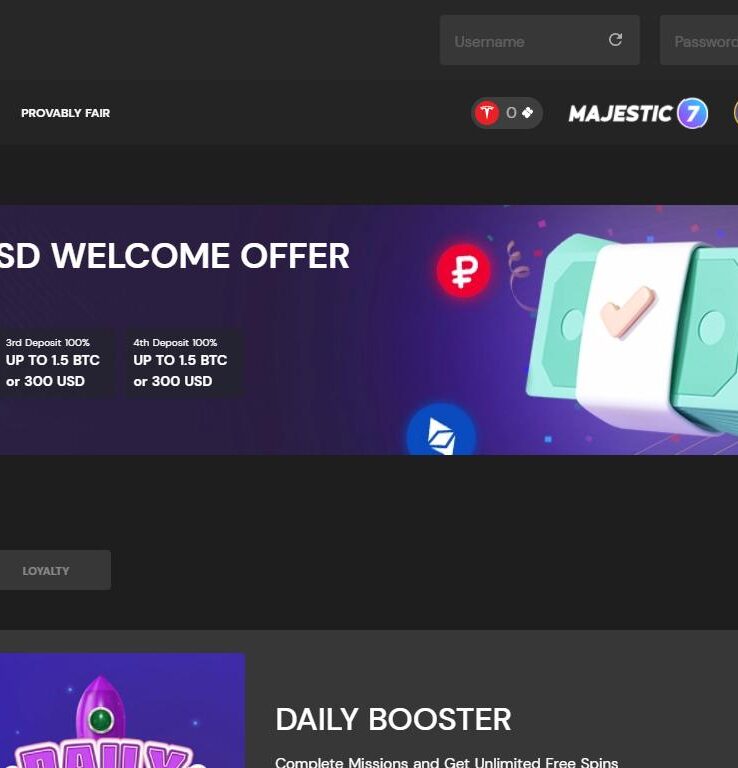 Username
Password
PROVABLY FAIR
0
MAJESTIC 7
SD WELCOME OFFER
3rd Deposit 100%
UP TO 1.5 BTC
or 300 USD
4th Deposit 100%
UP TO 1.5 BTC
or 300 USD
LOYALTY
DAILY
DAILY BOOSTER
Complete Missions and Get Unlimited Free Spins